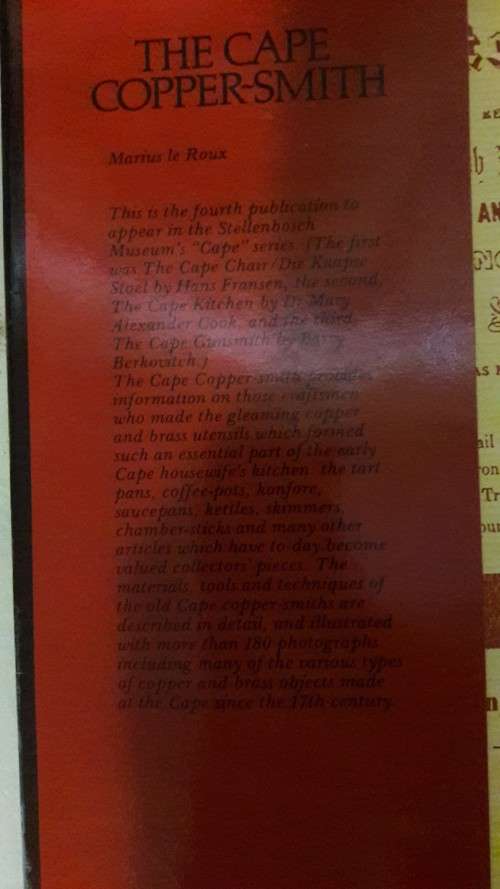 THE CAPE
COPPER-SMITH
Marius le Roux
This is the fourth publication to
appear in the Stellenbosch
Museum's "Cape" series. (The first
was The Cape Chair/Die Kaapse
Stoel by Hans Fransen, the second,
The Cape Kitchen by Dr Mary
Alexander Cook, and the third,
The Cape Gunsmith by Barry
Berkovitch.)
The Cape Copper-smith provides
information on those craftsmen
who made the gleaming copper
and brass utensils which formed
such an essential part of the early
Cape housewife's kitchen: the tart
pans, coffee-pots, konfore,
saucepans, kettles, skimmers,
chamber-sticks and many other
articles which have to-day become
valued collectors' pieces. The
materials, tools and techniques of
the old Cape copper-smiths are
described in detail, and illustrated
with more than 180 photographs
including many of the various types
of copper and brass objects made
at the Cape since the 17th century.
AN